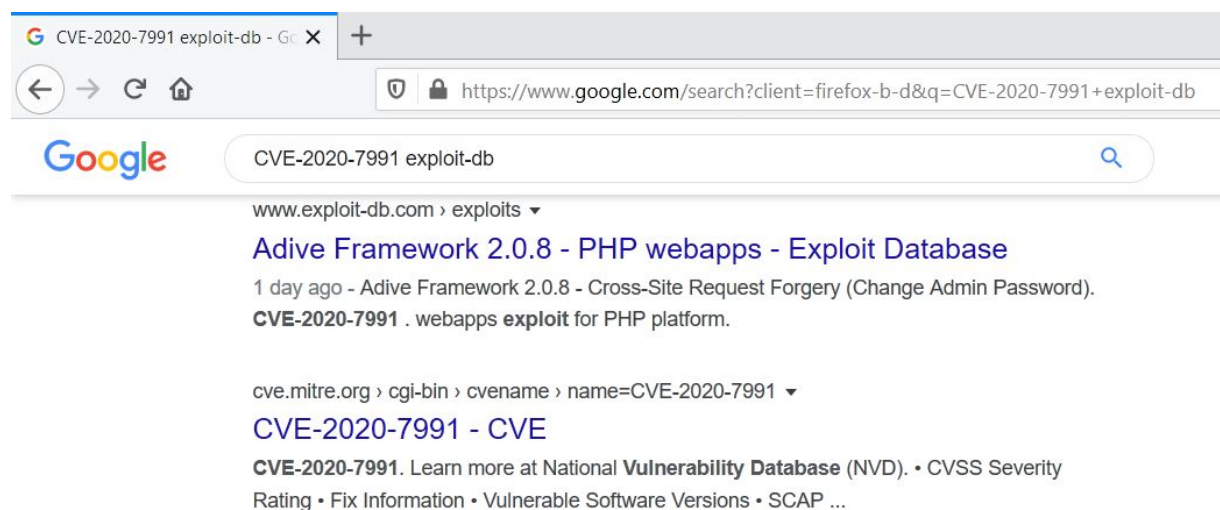 CVE-2020-7991 exploit-db - Go
https://www.google.com/search?client=firefox-b-d&q=CVE-2020-7991+exploit-db
Google
CVE-2020-7991 exploit-db
www.exploit-db.com › exploits
Adive Framework 2.0.8 - PHP webapps - Exploit Database
1 day ago - Adive Framework 2.0.8 - Cross-Site Request Forgery (Change Admin Password).
CVE-2020-7991 . webapps exploit for PHP platform.
cve.mitre.org › cgi-bin › cvename › name=CVE-2020-7991
CVE-2020-7991 - CVE
CVE-2020-7991. Learn more at National Vulnerability Database (NVD). • CVSS Severity
Rating • Fix Information • Vulnerable Software Versions • SCAP ...